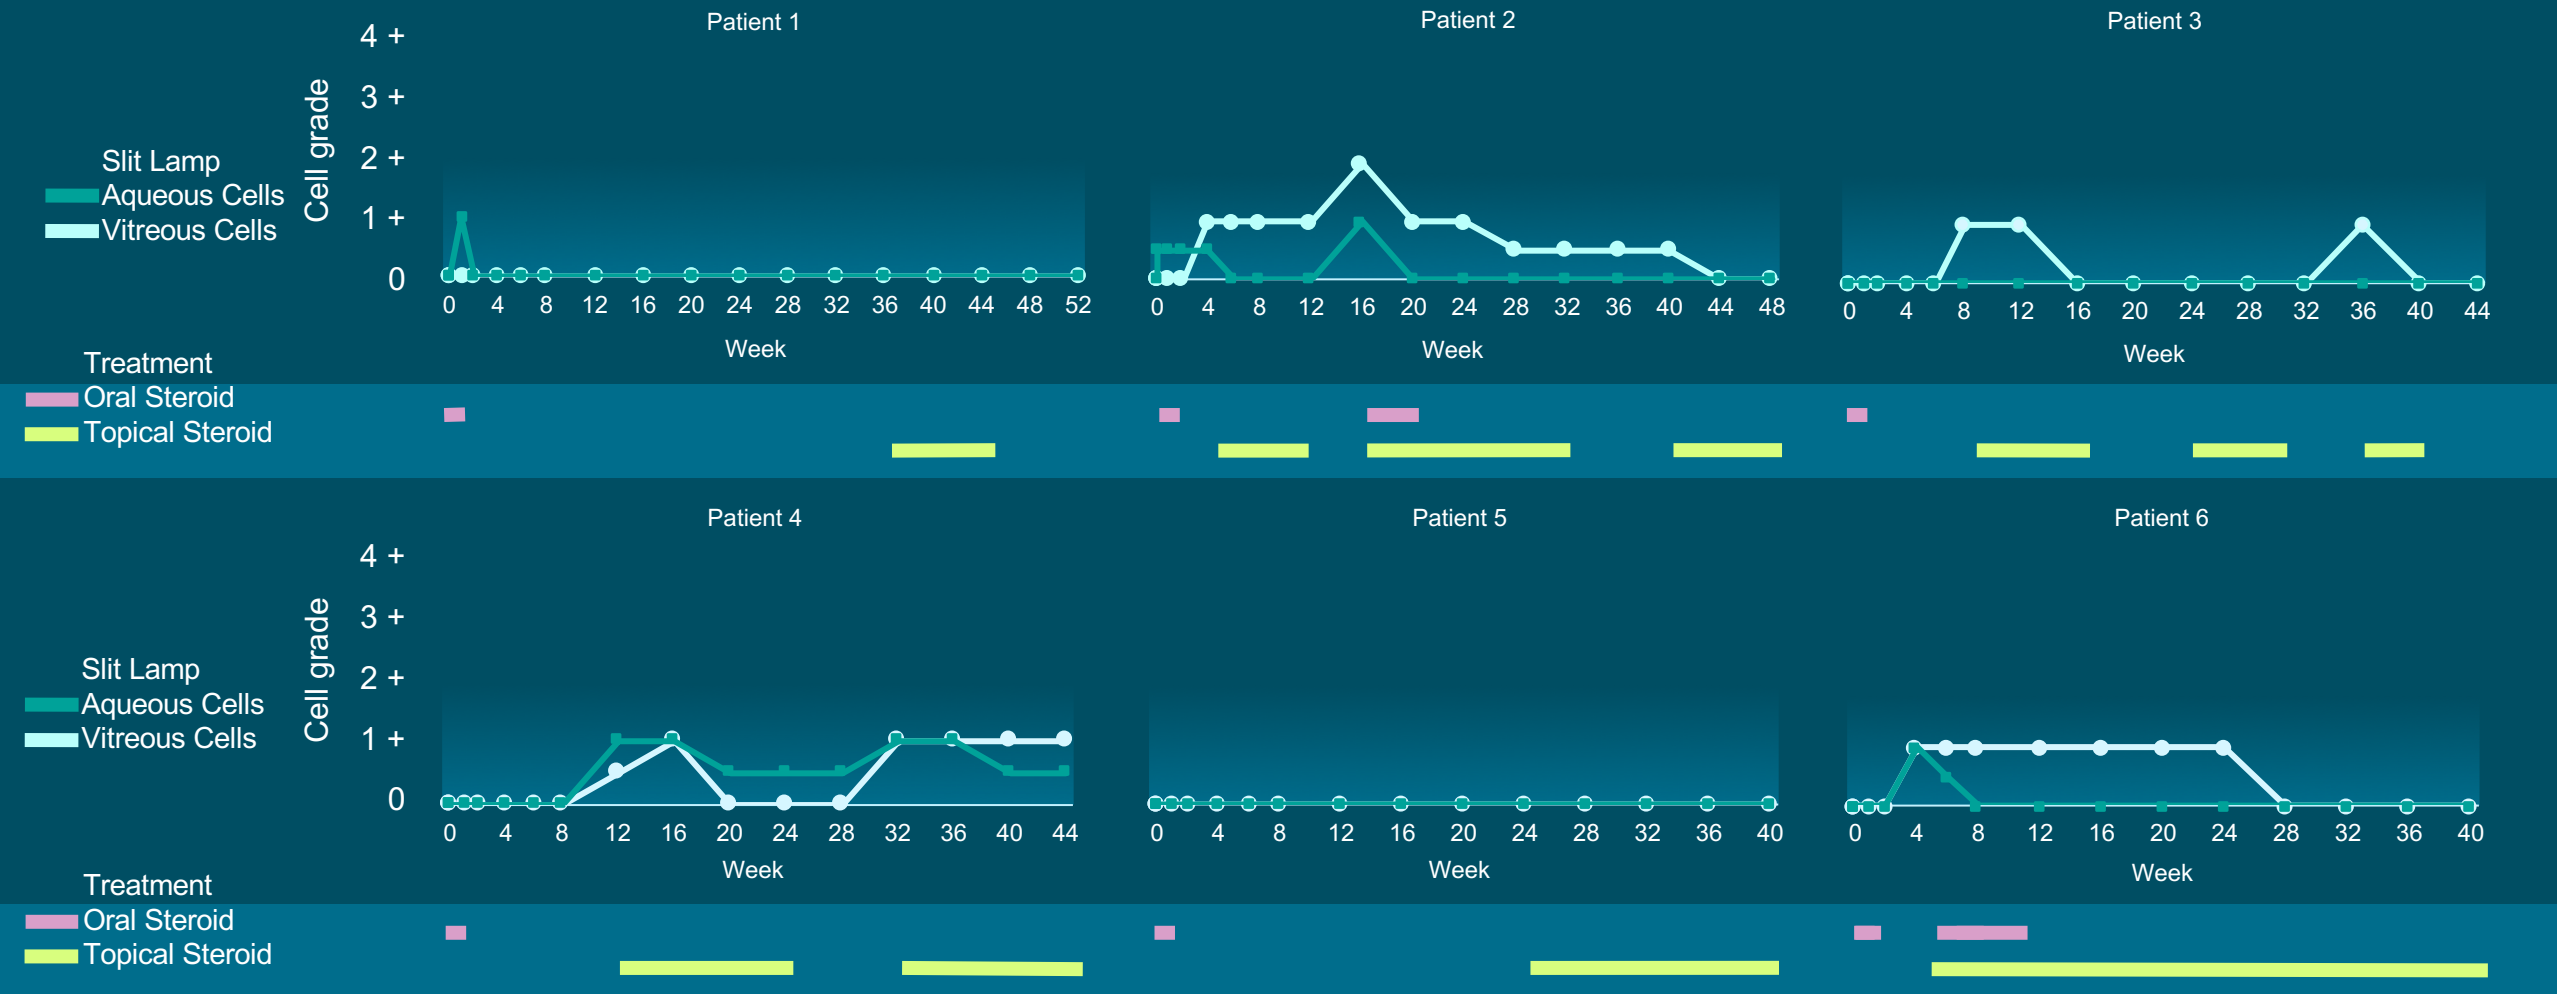 Patient 1
Patient 2
Patient 3
4 +
3 +
2 +
1 +
0
Cell grade
Slit Lamp
Aqueous Cells
Vitreous Cells
0 4 8 12 16 20 24 28 32 36 40 44 48 52
0 4 8 12 16 20 24 28 32 36 40 44 48
0 4 8 12 16 20 24 28 32 36 40 44
Week
Week
Week
Treatment
Oral Steroid
Topical Steroid
Patient 4
Patient 5
Patient 6
4 +
3 +
2 +
1 +
0
Cell grade
Slit Lamp
Aqueous Cells
Vitreous Cells
0 4 8 12 16 20 24 28 32 36 40 44
0 4 8 12 16 20 24 28 32 36 40
0 4 8 12 16 20 24 28 32 36 40
Week
Week
Week
Treatment
Oral Steroid
Topical Steroid